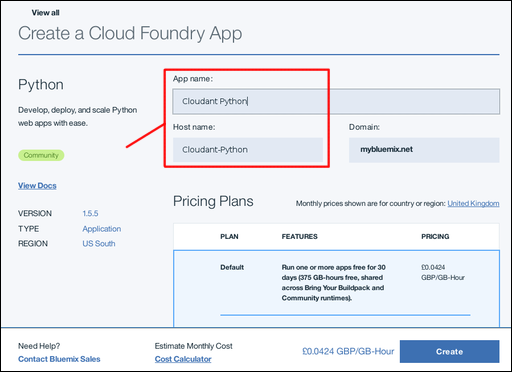 View all
Create a Cloud Foundry App
Python
Develop, deploy, and scale Python
web apps with ease.
Community
View Docs
VERSION 1.5.5
TYPE Application
REGION US South
App name:
Cloudant Python
Host name:
Domain:
Cloudant-Python
mybluemix.net
Pricing Plans
Monthly prices shown are for country or region: United Kingdom
PLAN FEATURES PRICING
Default
Run one or more apps free for 30
days (375 GB-hours free, shared
across Bring Your Buildpack and
Community runtimes).
£0.0424
GBP/GB-Hour
Need Help?
Contact Bluemix Sales
Estimate Monthly Cost
Cost Calculator
£0.0424 GBP/GB-Hour
Create